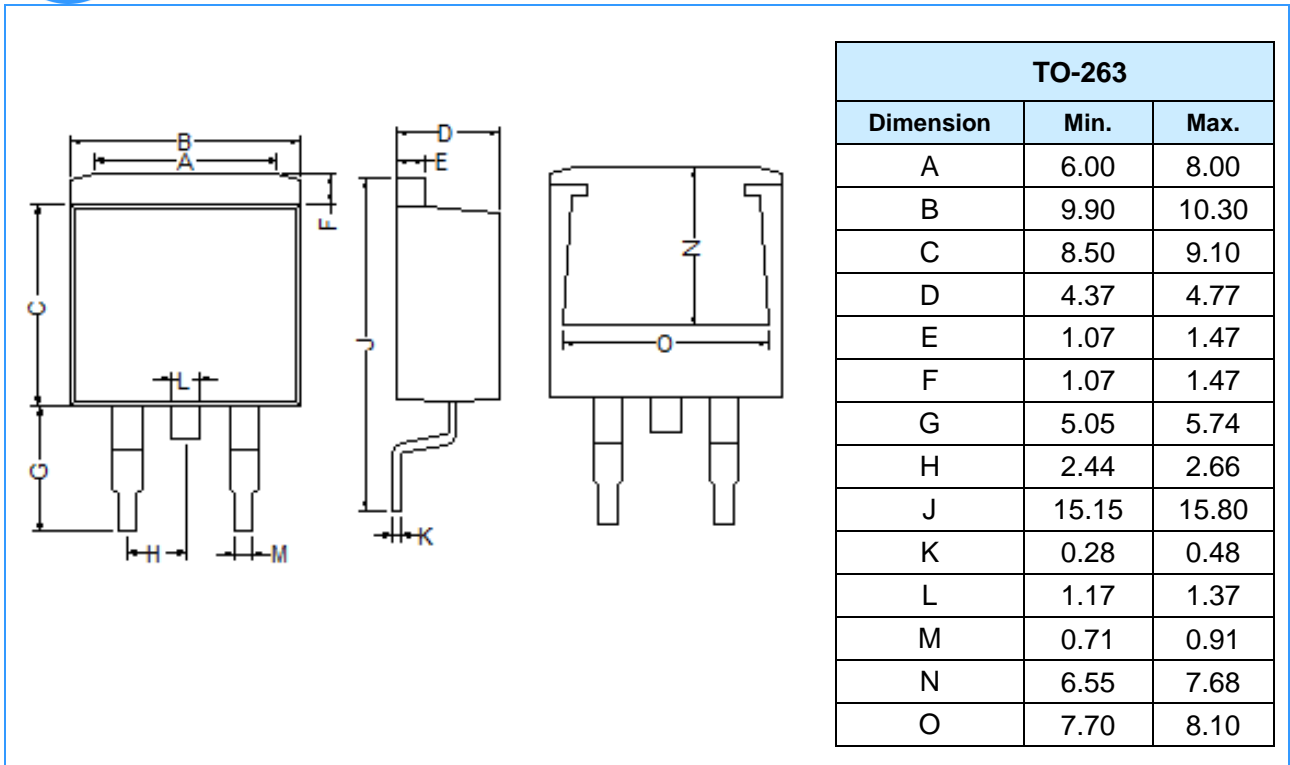 B
A
F
C
L
G
H
M
D
E
J
K
N
O
TO-263
Dimension Min. Max.
A 6.00 8.00
B 9.90 10.30
C 8.50 9.10
D 4.37 4.77
E 1.07 1.47
F 1.07 1.47
G 5.05 5.74
H 2.44 2.66
J 15.15 15.80
K 0.28 0.48
L 1.17 1.37
M 0.71 0.91
N 6.55 7.68
O 7.70 8.10